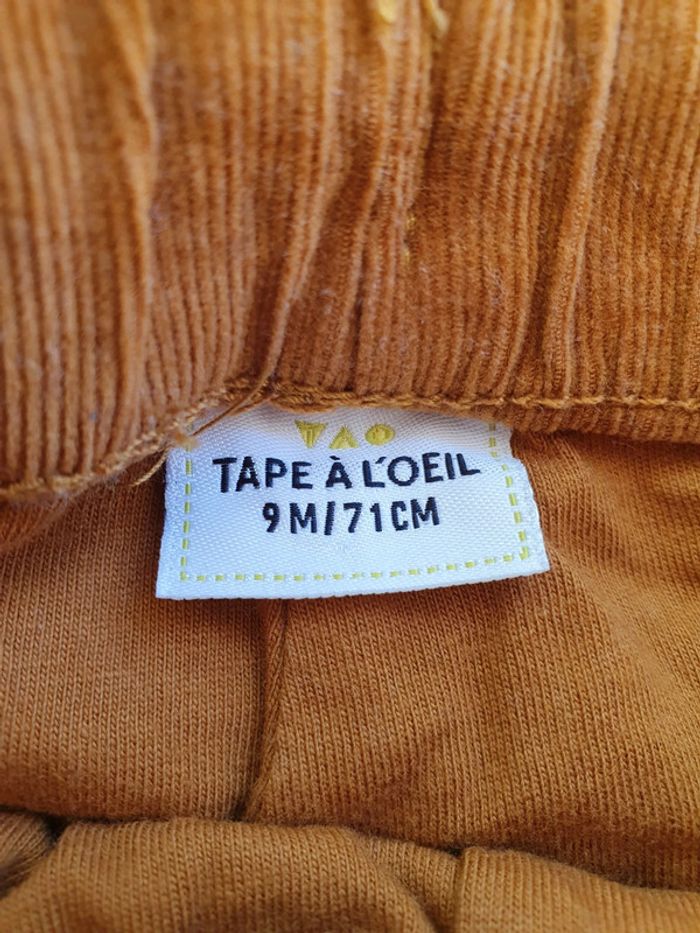 TAO
TAPE À L'OEIL
9M/71CM